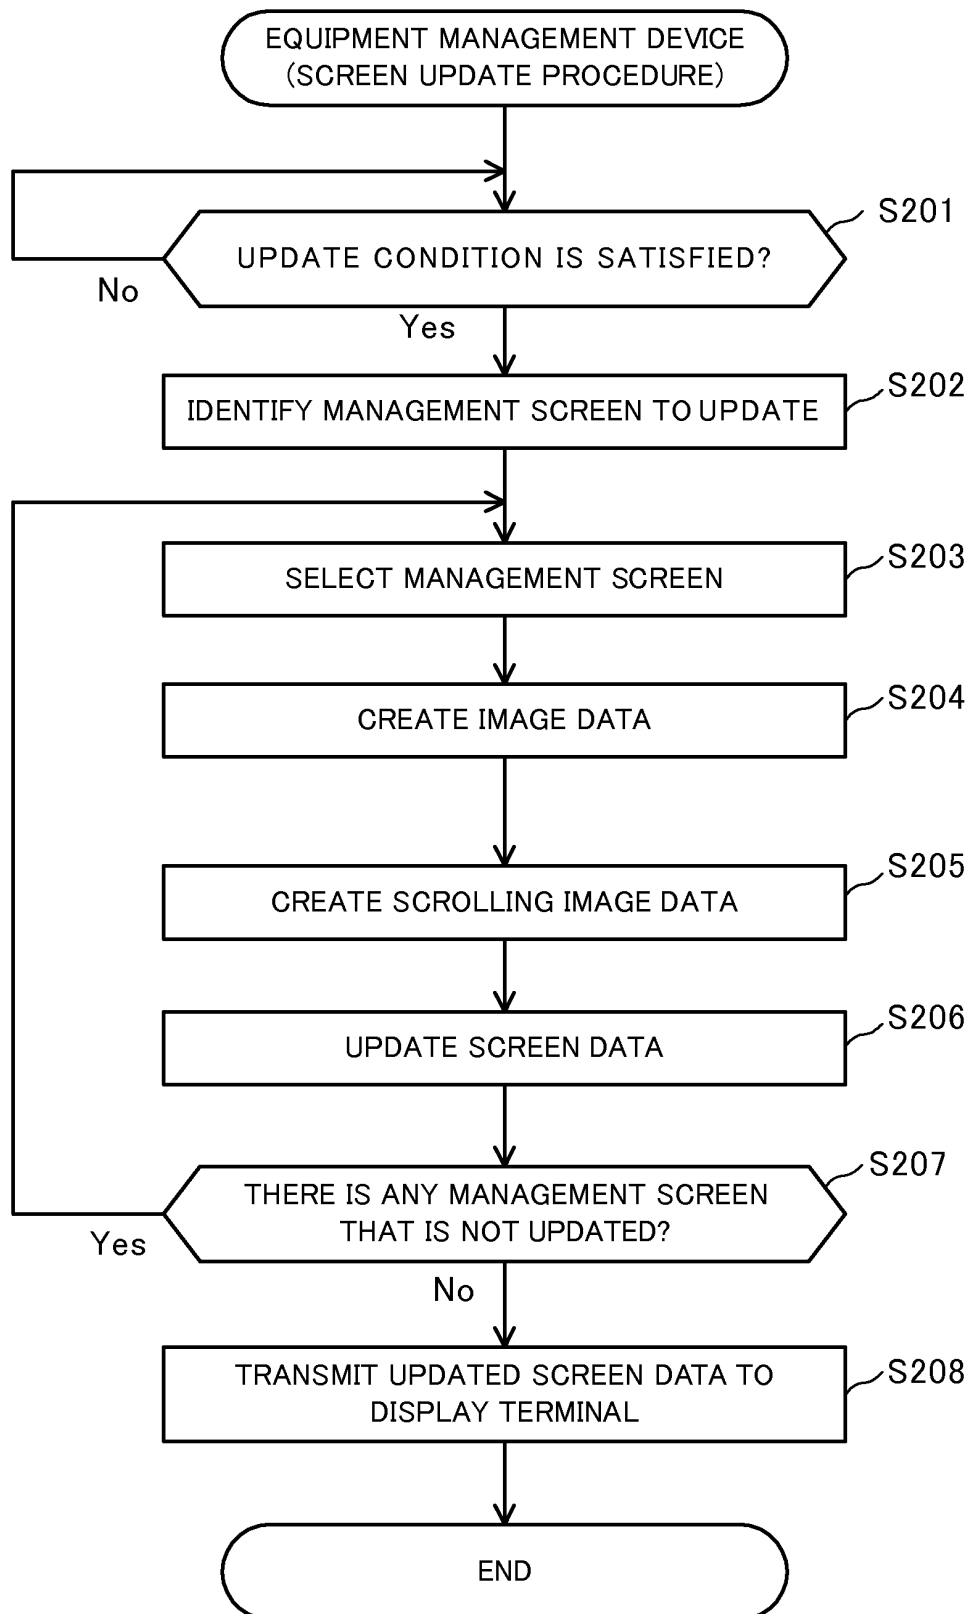 EQUIPMENT MANAGEMENT DEVICE
(SCREEN UPDATE PROCEDURE)
S201
UPDATE CONDITION IS SATISFIED?
No
Yes
S202
IDENTIFY MANAGEMENT SCREEN TO UPDATE
S203
SELECT MANAGEMENT SCREEN
S204
CREATE IMAGE DATA
S205
CREATE SCROLLING IMAGE DATA
S206
UPDATE SCREEN DATA
S207
THERE IS ANY MANAGEMENT SCREEN
THAT IS NOT UPDATED?
Yes
No
S208
TRANSMIT UPDATED SCREEN DATA TO
DISPLAY TERMINAL
END